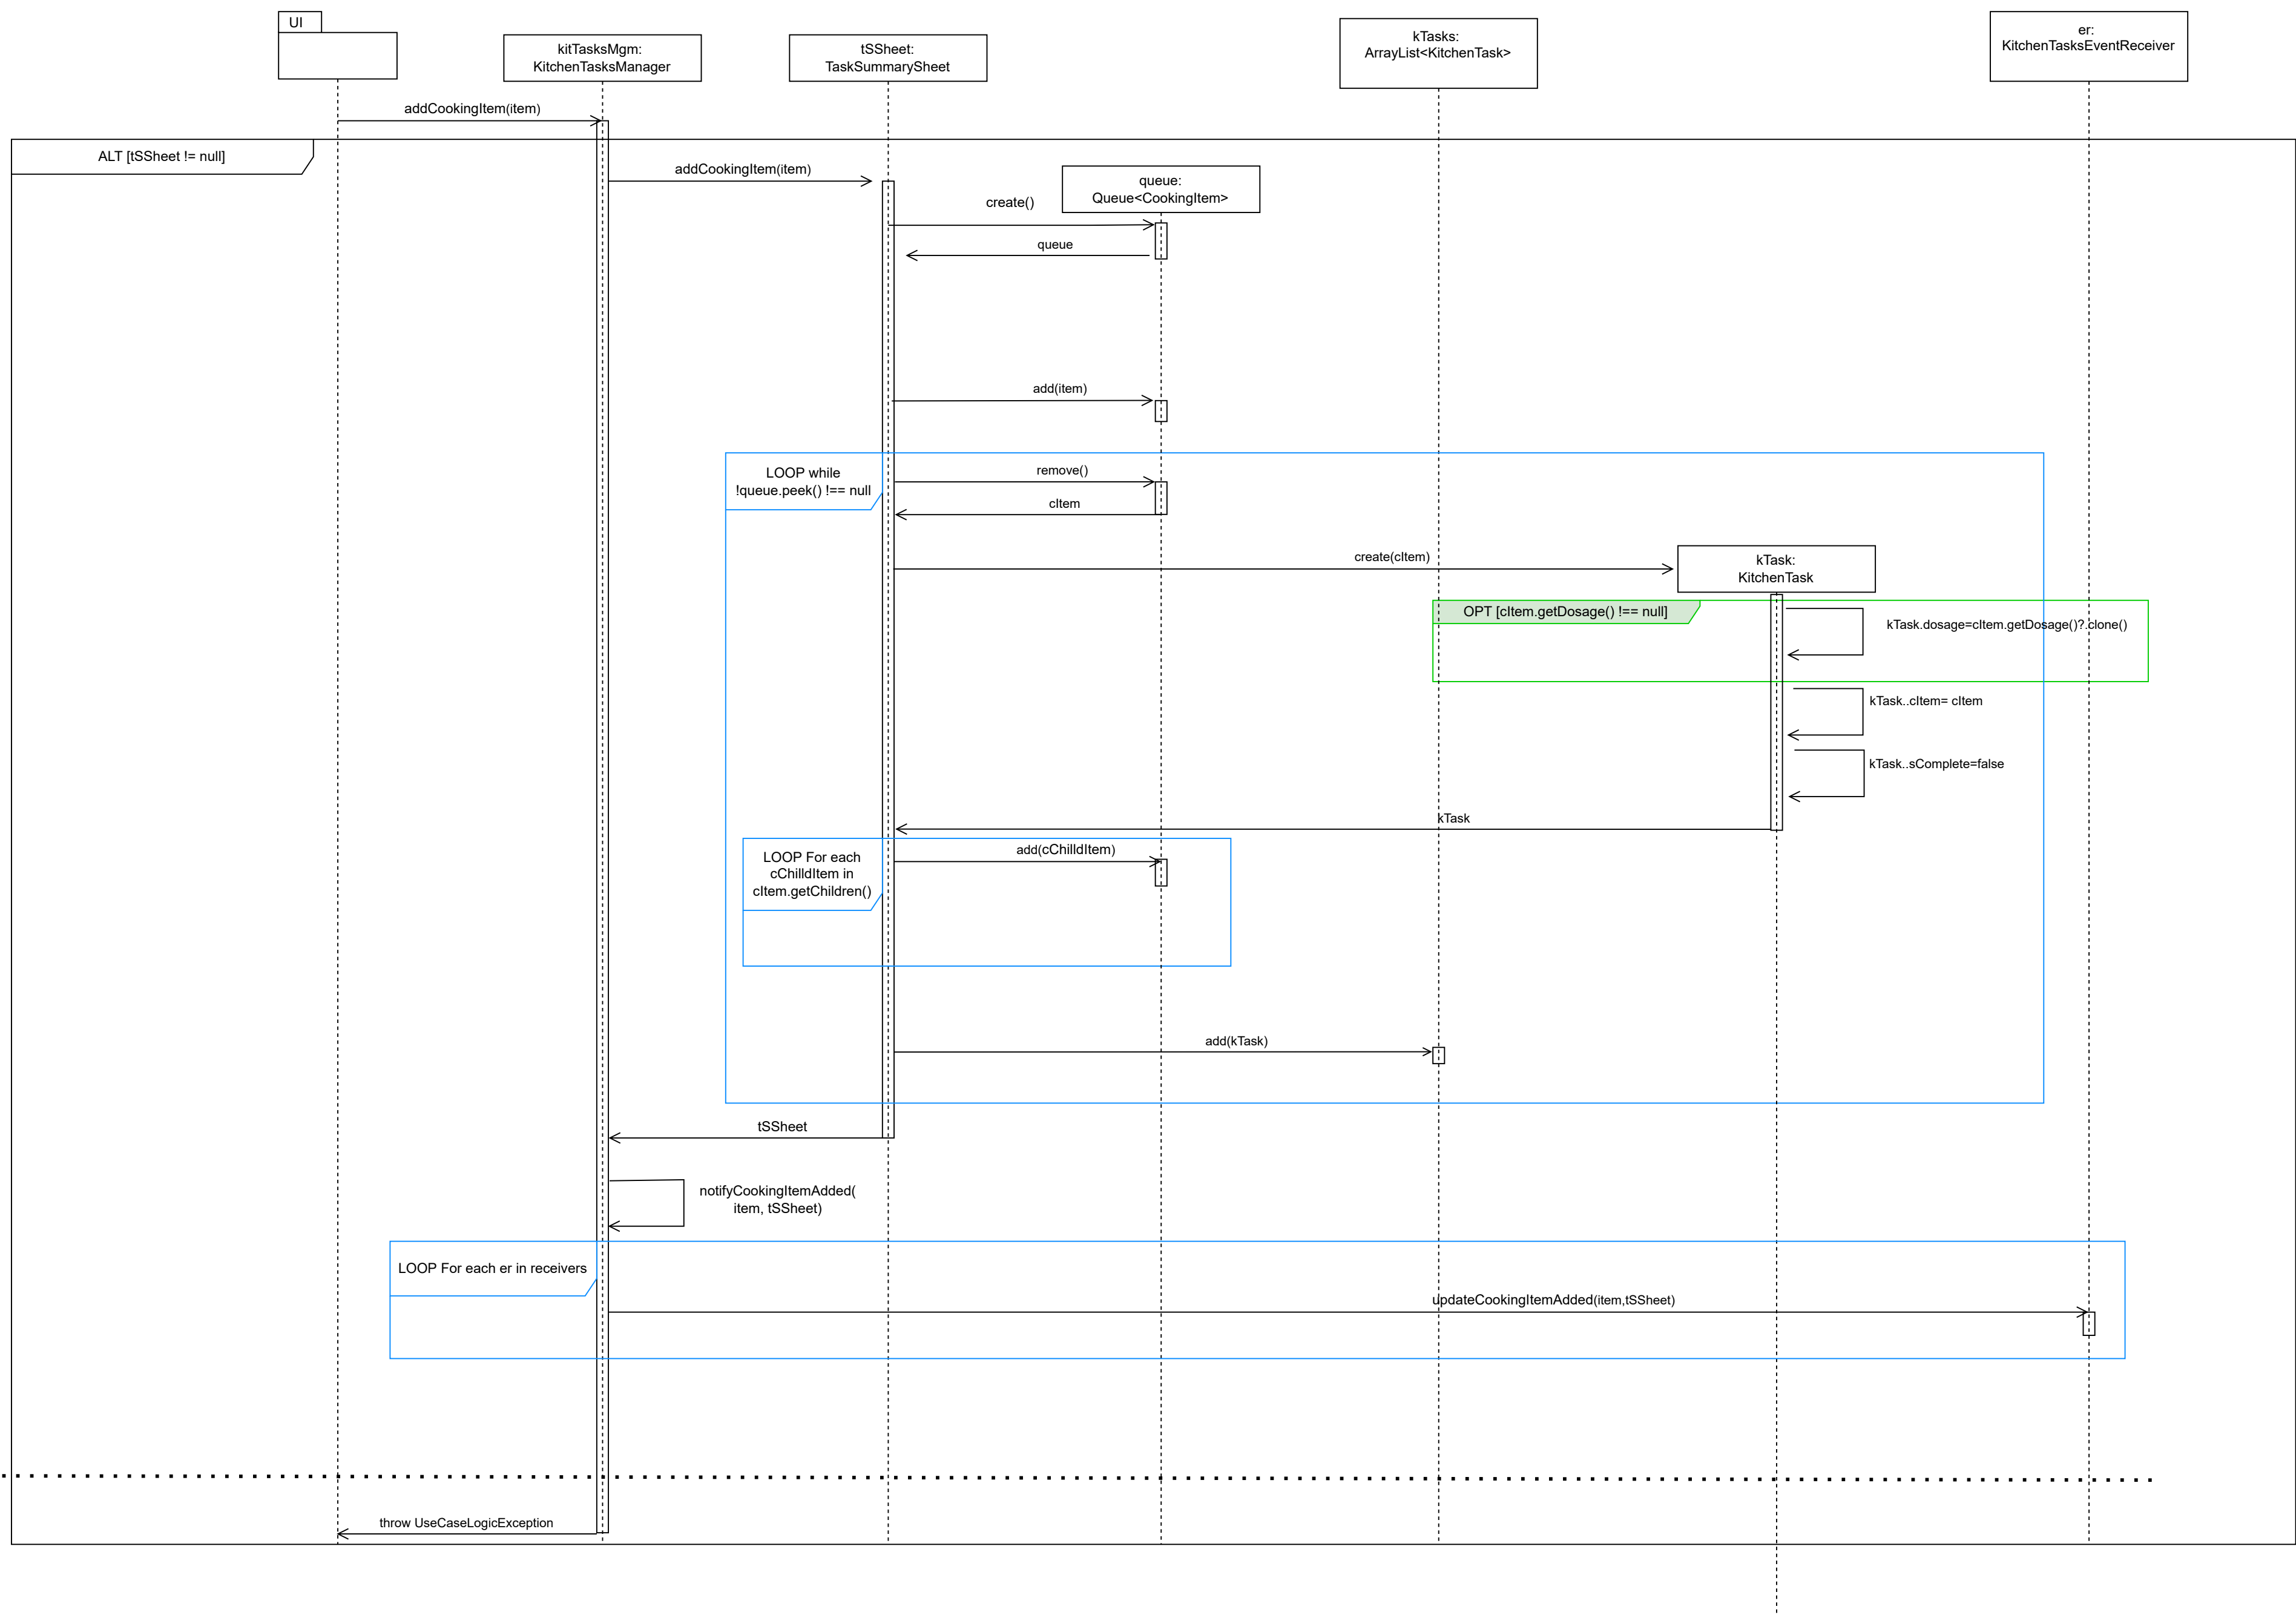 UI
kitTasksMgm:
KitchenTasksManager
tSSheet:
TaskSummarySheet
kTasks:
ArrayList<KitchenTask>
er:
KitchenTasksEventReceiver
addCookingItem(item)
ALT [tSSheet != null]
addCookingItem(item)
queue:
Queue<CookingItem>
create()
queue
add(item)
LOOP while
!queue.peek() !== null
remove()
cItem
create(cItem)
kTask:
KitchenTask
OPT [cItem.getDosage() !== null]
kTask.dosage=cItem.getDosage()?.clone()
kTask..cItem= cItem
kTask..sComplete=false
kTask
LOOP For each
cChilldItem in
cItem.getChildren()
add(cChilldItem)
add(kTask)
tSSheet
notifyCookingItemAdded(
item, tSSheet)
LOOP For each er in receivers
updateCookingItemAdded(item,tSSheet)
throw UseCaseLogicException